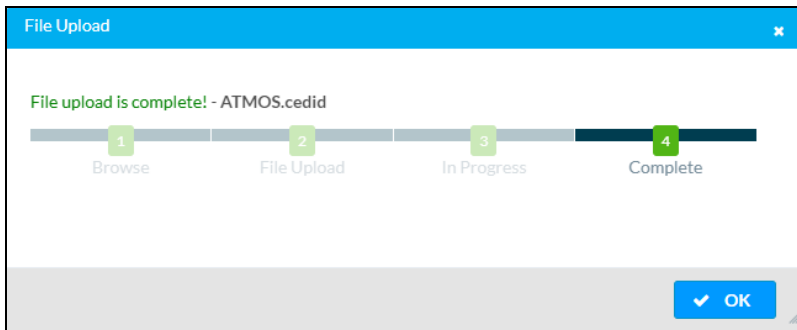 File Upload
File upload is complete! - ATMOS.cedid
1 2 3 4
Browse File Upload In Progress Complete
OK